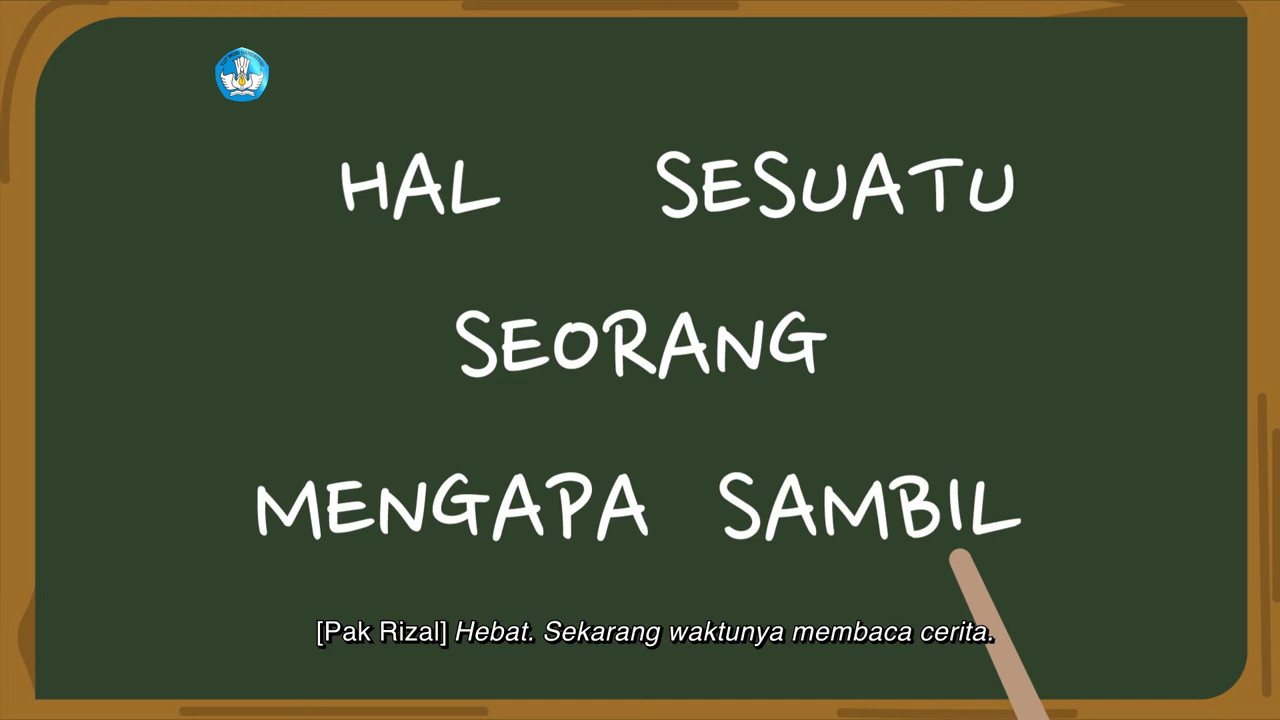 HAL SESUATU
SEORANG
MENGAPA SAMBIL
[Pak Rizal] Hebat. Sekarang waktunya membaca cerita.